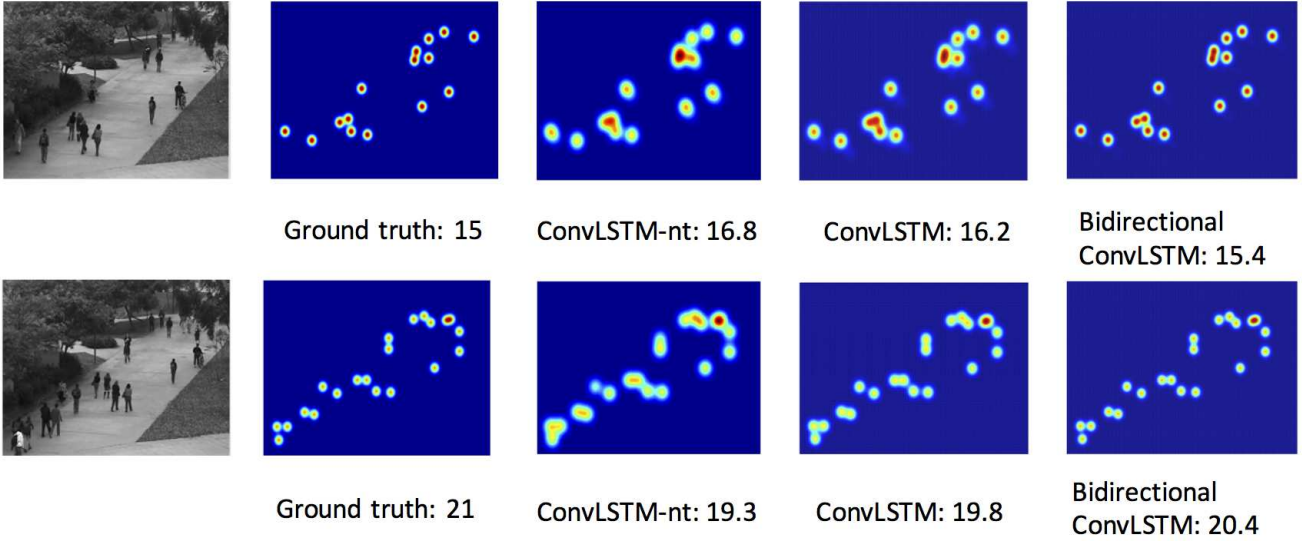 Ground truth: 15
ConvLSTM-nt: 16.8
ConvLSTM: 16.2
Bidirectional
ConvLSTM: 15.4
Ground truth: 21
ConvLSTM-nt: 19.3
ConvLSTM: 19.8
Bidirectional
ConvLSTM: 20.4